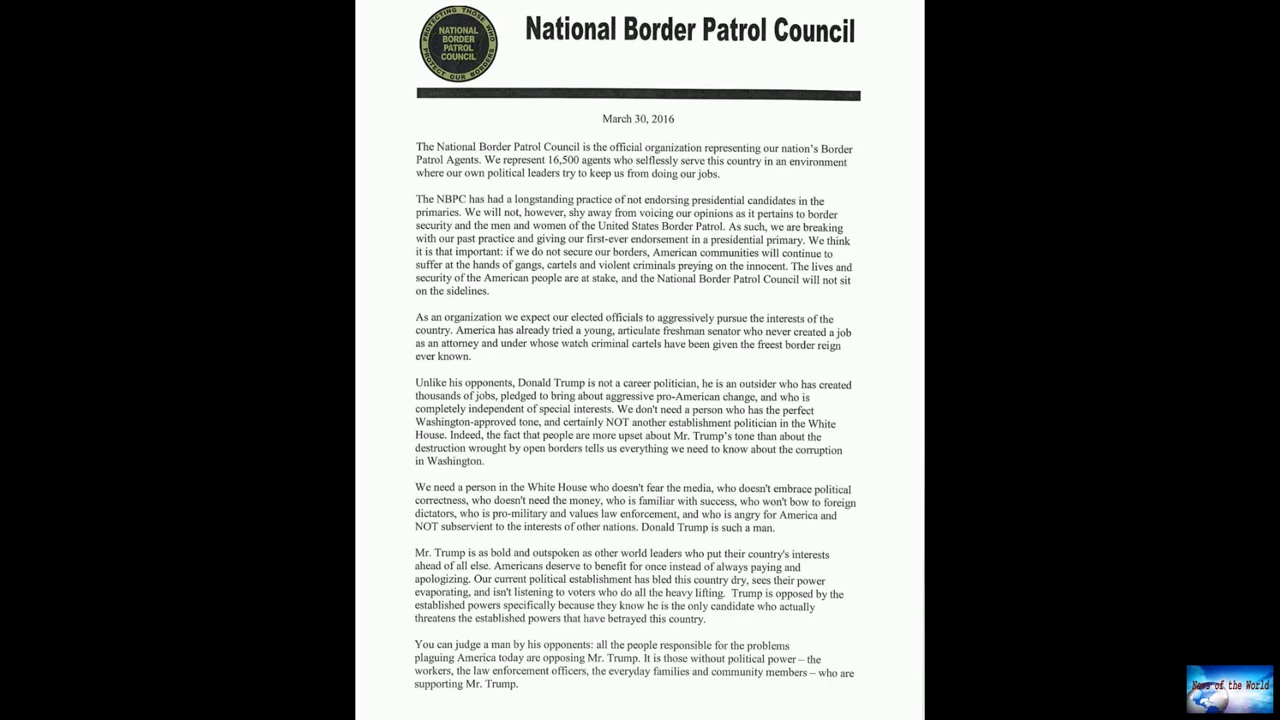 PROTECTING THOSE WHO PROTECT OUR BORDERS
NATIONAL
BORDER
PATROL
COUNCIL
National Border Patrol Council
March 30, 2016
The National Border Patrol Council is the official organization representing our nation's Border
Patrol Agents. We represent 16,500 agents who selflessly serve this country in an environment
where our own political leaders try to keep us from doing our jobs.
The NBPC has had a longstanding practice of not endorsing presidential candidates in the
primaries. We will not, however, shy away from voicing our opinions as it pertains to border
security and the men and women of the United States Border Patrol. As such, we are breaking
with our past practice and giving our first-ever endorsement in a presidential primary. We think
it is that important: if we do not secure our borders, American communities will continue to
suffer at the hands of gangs, cartels and violent criminals preying on the innocent. The lives and
security of the American people are at stake, and the National Border Patrol Council will not sit
on the sidelines.
As an organization we expect our elected officials to aggressively pursue the interests of the
country. America has already tried a young, articulate freshman senator who never created a job
as an attorney and under whose watch criminal cartels have been given the freest border reign
ever known.
Unlike his opponents, Donald Trump is not a career politician, he is an outsider who has created
thousands of jobs, pledged to bring about aggressive pro-American change, and who is
completely independent of special interests. We don't need a person who has the perfect
Washington-approved tone, and certainly NOT another establishment politician in the White
House. Indeed, the fact that people are more upset about Mr. Trump's tone than about the
destruction wrought by open borders tells us everything we need to know about the corruption
in Washington.
We need a person in the White House who doesn't fear the media, who doesn't embrace political
correctness, who doesn't need the money, who is familiar with success, who won't bow to foreign
dictators, who is pro-military and values law enforcement, and who is angry for America and
NOT subservient to the interests of other nations. Donald Trump is such a man.
Mr. Trump is as bold and outspoken as other world leaders who put their country's interests
ahead of all else. Americans deserve to benefit for once instead of always paying and
apologizing. Our current political establishment has bled this country dry, sees their power
evaporating, and isn't listening to voters who do all the heavy lifting. Trump is opposed by the
established powers specifically because they know he is the only candidate who actually
threatens the established powers that have betrayed this country.
You can judge a man by his opponents: all the people responsible for the problems
plaguing America today are opposing Mr. Trump. It is those without political power – the
workers, the law enforcement officers, the everyday families and community members – who are
supporting Mr. Trump.
News of the World